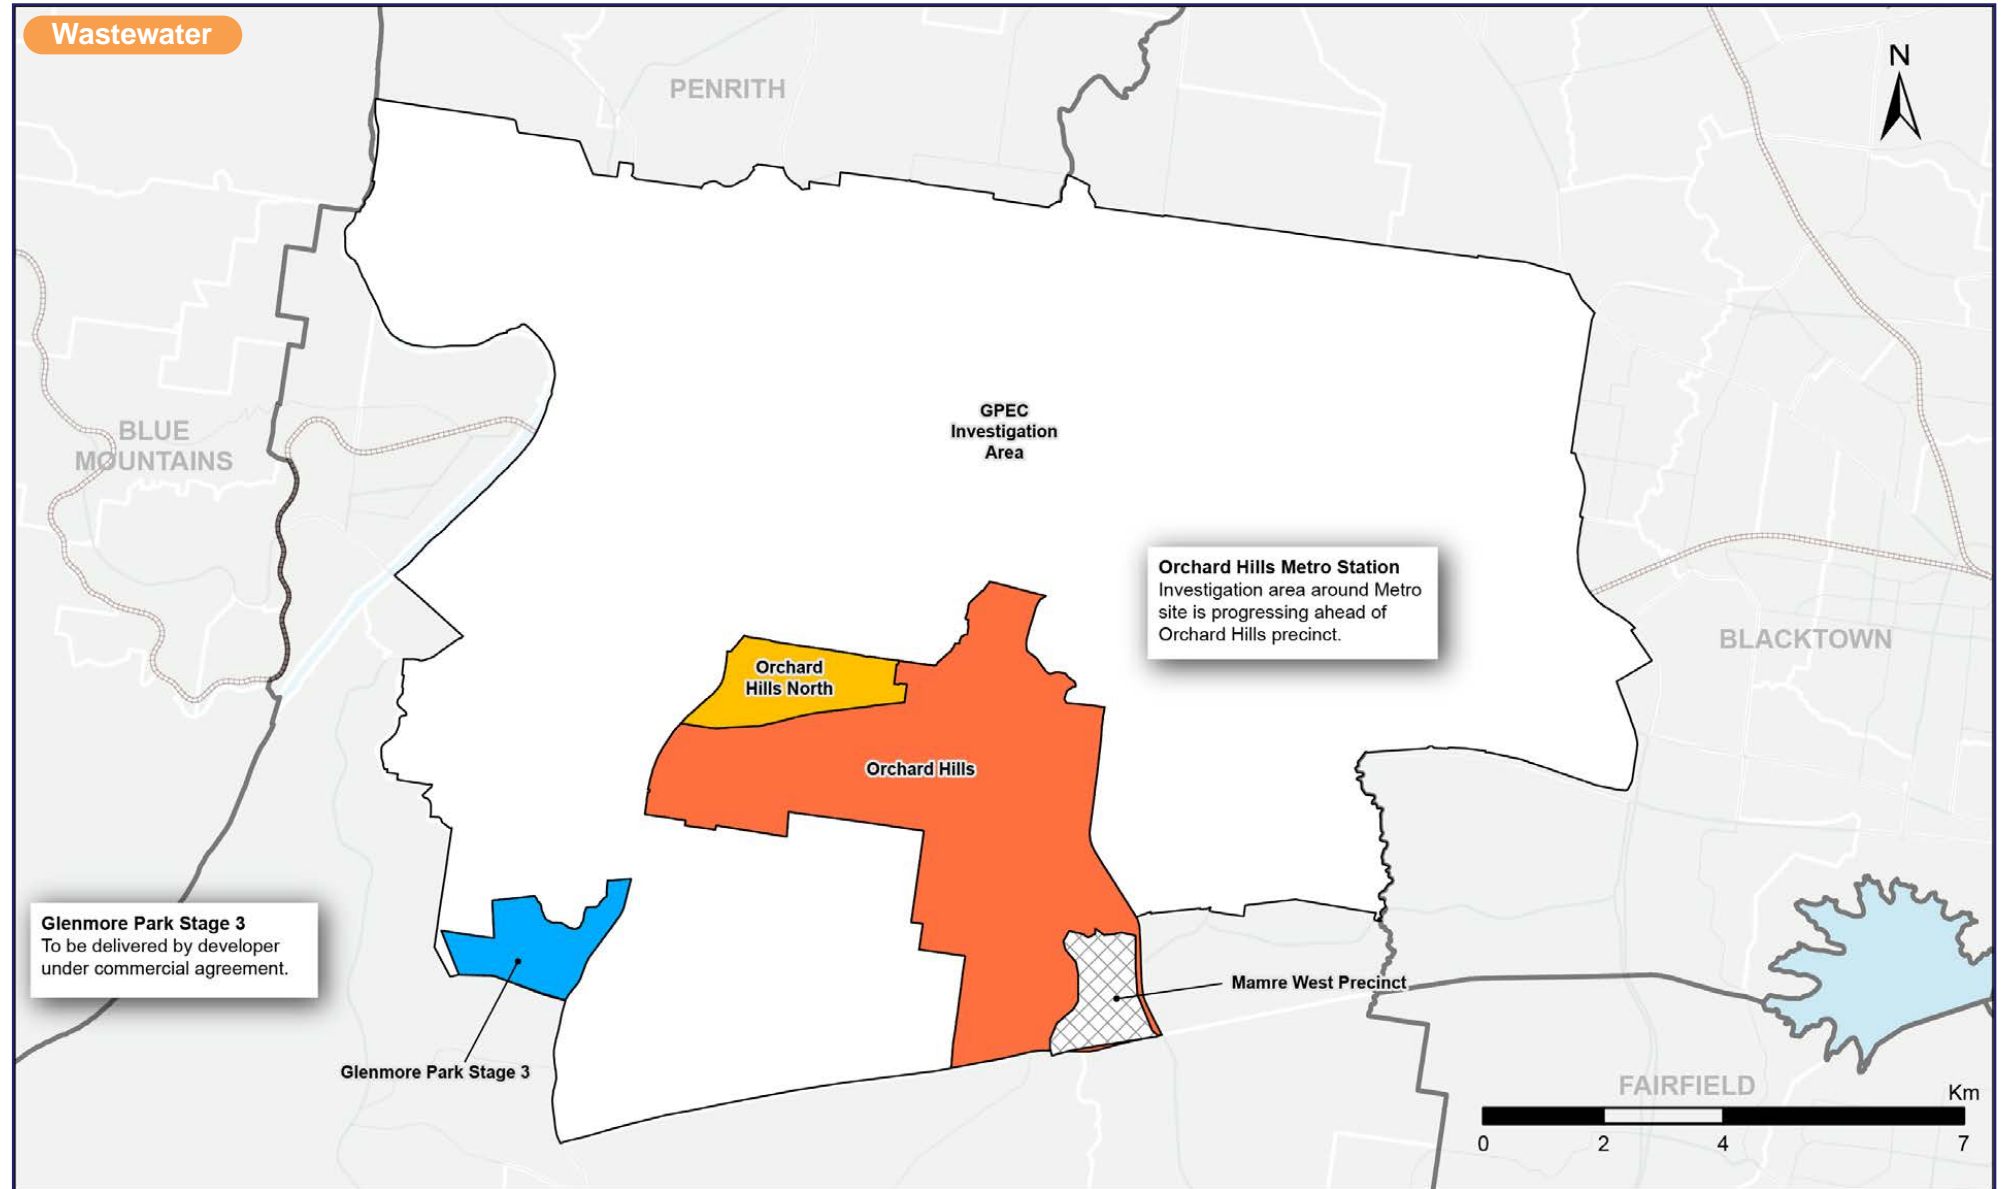 Wastewater
N
PENRITH
GPEC
Investigation
Area
BLUE
MOUNTAINS
Orchard Hills Metro Station
Investigation area around Metro
site is progressing ahead of
Orchard Hills precinct.
BLACKTOWN
Orchard
Hills North
Orchard Hills
Glenmore Park Stage 3
To be delivered by developer
under commercial agreement.
Mamre West Precinct
Glenmore Park Stage 3
FAIRFIELD
Km
0 2 4 7